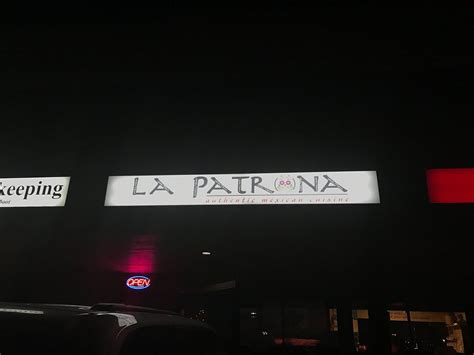 keeping
LA PATRONA
authentic mexican cuisine
OPEN